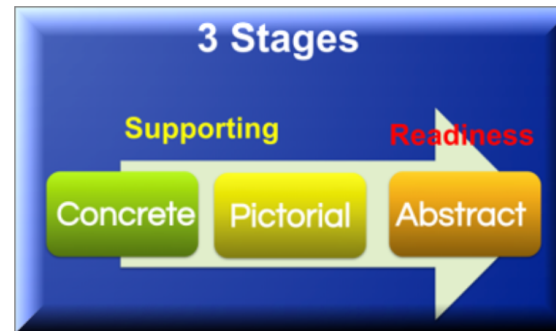 3 Stages
Supporting Readiness
Concrete Pictorial Abstract